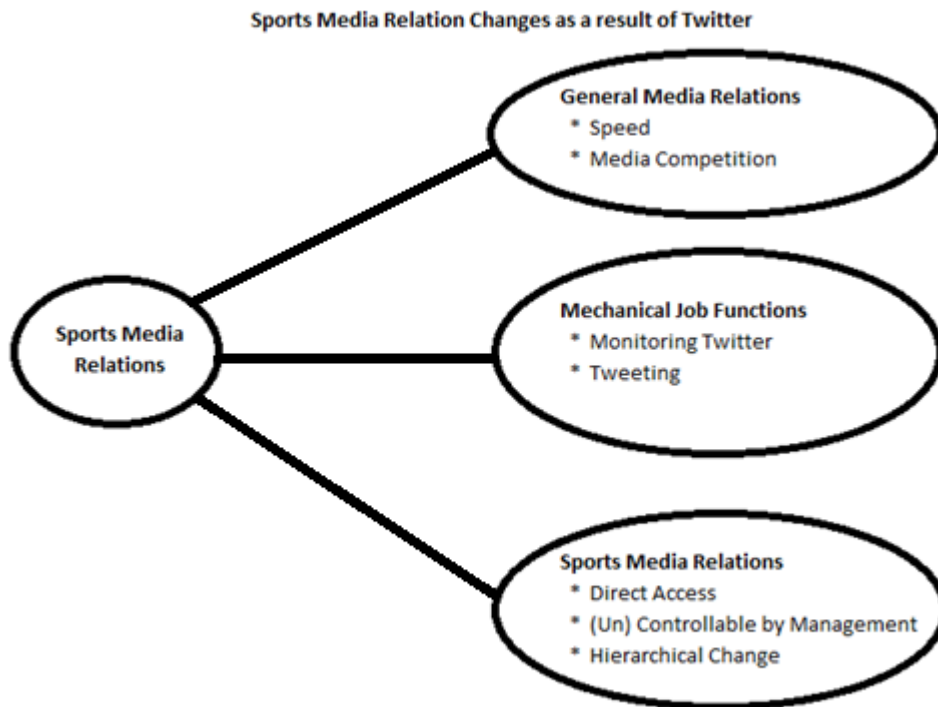 Sports Media Relation Changes as a result of Twitter
General Media Relations
* Speed
* Media Competition
Sports Media
Relations
Mechanical Job Functions
* Monitoring Twitter
* Tweeting
Sports Media Relations
* Direct Access
* (Un) Controllable by Management
* Hierarchical Change